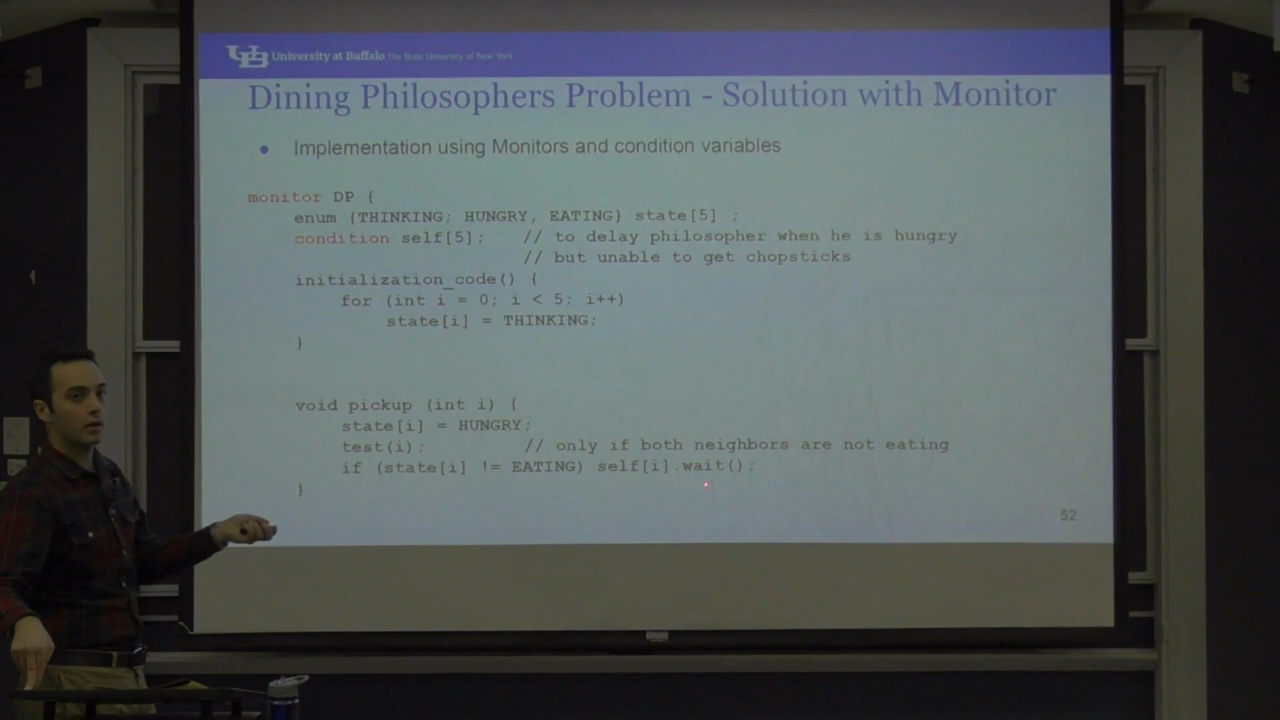 UB University at Buffalo The State University of New York
Dining Philosophers Problem - Solution with Monitor
• Implementation using Monitors and condition variables
monitor DP {
enum {THINKING; HUNGRY, EATING} state[5] ;
condition self[5]; // to delay philosopher when he is hungry
// but unable to get chopsticks
initialization_code() {
for (int i = 0; i < 5; i++)
state[i] = THINKING;
}
void pickup (int i) {
state[i] = HUNGRY;
test(i); // only if both neighbors are not eating
if (state[i] != EATING) self[i].wait();
}
52